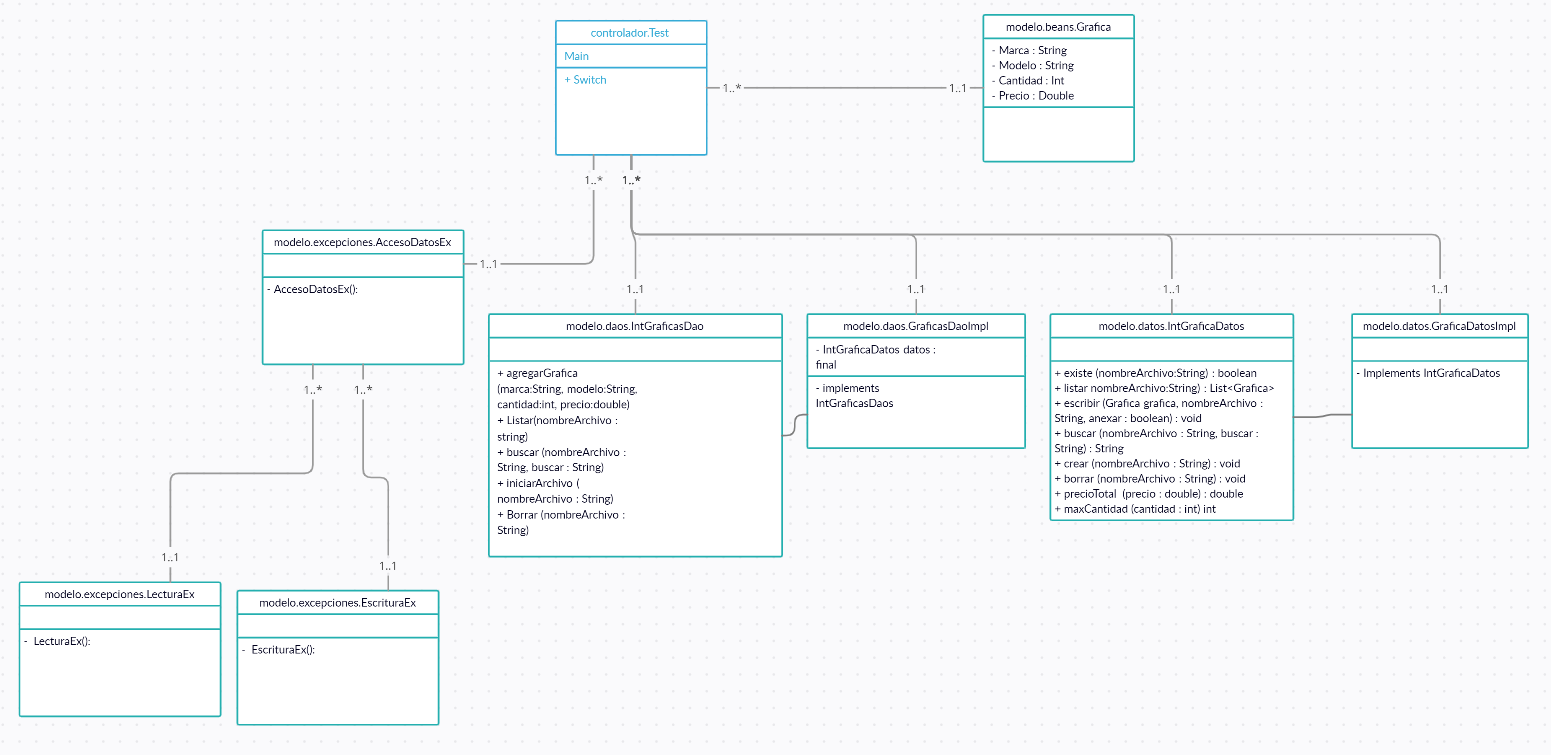 controlador.Test
Main
+ Switch
modelo.beans.Grafica
- Marca : String
- Modelo : String
- Cantidad : Int
- Precio : Double
1..*
1..1
1..*
1..*
modelo.excepciones.AccesoDatosEx
- AccesoDatosEx():
1..1
1..1
1..1
1..1
1..1
modelo.daos.IntGraficasDao
+ agregarGrafica
(marca:String, modelo:String,
cantidad:int, precio:double)
+ Listar(nombreArchivo :
string)
+ buscar (nombreArchivo :
String, buscar : String)
+ iniciarArchivo (
nombreArchivo : String)
+ Borrar (nombreArchivo :
String)
modelo.daos.GraficasDaoImpl
- IntGraficaDatos datos :
final
- implements
IntGraficasDaos
modelo.datos.IntGraficaDatos
+ existe (nombreArchivo:String) : boolean
+ listar nombreArchivo:String) : List<Grafica>
+ escribir (Grafica grafica, nombreArchivo :
String, anexar : boolean) : void
+ buscar (nombreArchivo : String, buscar :
String) : String
+ crear (nombreArchivo : String) : void
+ borrar (nombreArchivo : String) : void
+ precioTotal (precio : double) : double
+ maxCantidad (cantidad : int) int
modelo.datos.GraficaDatosImpl
- Implements IntGraficaDatos
1..*
1..*
1..1
1..1
modelo.excepciones.LecturaEx
- LecturaEx():
modelo.excepciones.EscrituraEx
- EscrituraEx():